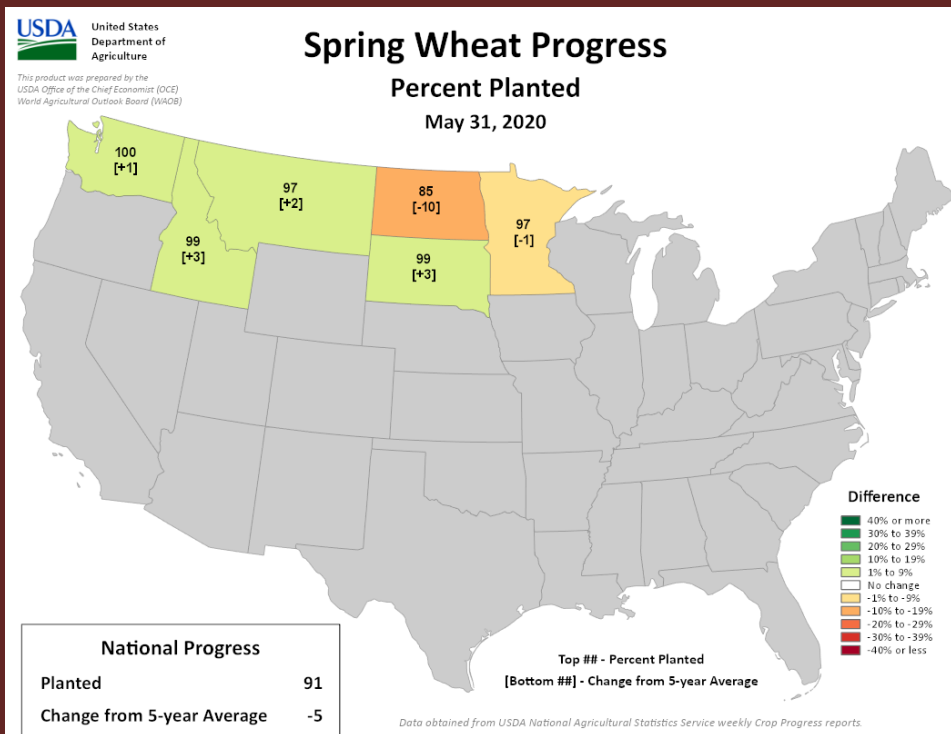 USDA
United States
Department of
Agriculture
This product was prepared by the
USDA Office of the Chief Economist (OCE)
World Agricultural Outlook Board (WAOB)
Spring Wheat Progress
Percent Planted
May 31, 2020
100
[+1]
97
[+2]
85
[-10]
97
[-1]
99
[+3]
99
[+3]
Difference
40% or more
30% to 39%
20% to 29%
10% to 19%
1% to 9%
No change
-1% to -9%
-10% to -19%
-20% to -29%
-30% to -39%
-40% or less
National Progress
Planted 91
Change from 5-year Average -5
Top ## - Percent Planted
[Bottom ##] - Change from 5-year Average
Data obtained from USDA National Agricultural Statistics Service weekly Crop Progress reports.